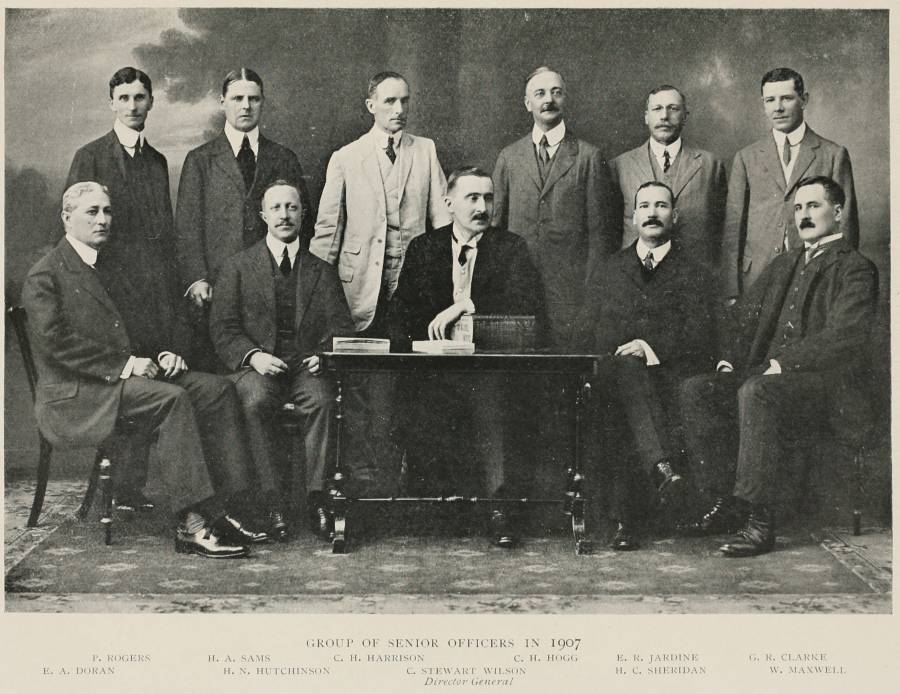 GROUP OF SENIOR OFFICERS IN 1907
P. ROGERS H. A. SAMS C. H. HARRISON C. H. HOGG E. R. JARDINE G. R. CLARKE
E. A. DORAN H. N. HUTCHINSON C. STEWART WILSON H. C. SHERIDAN W. MAXWELL
Director General